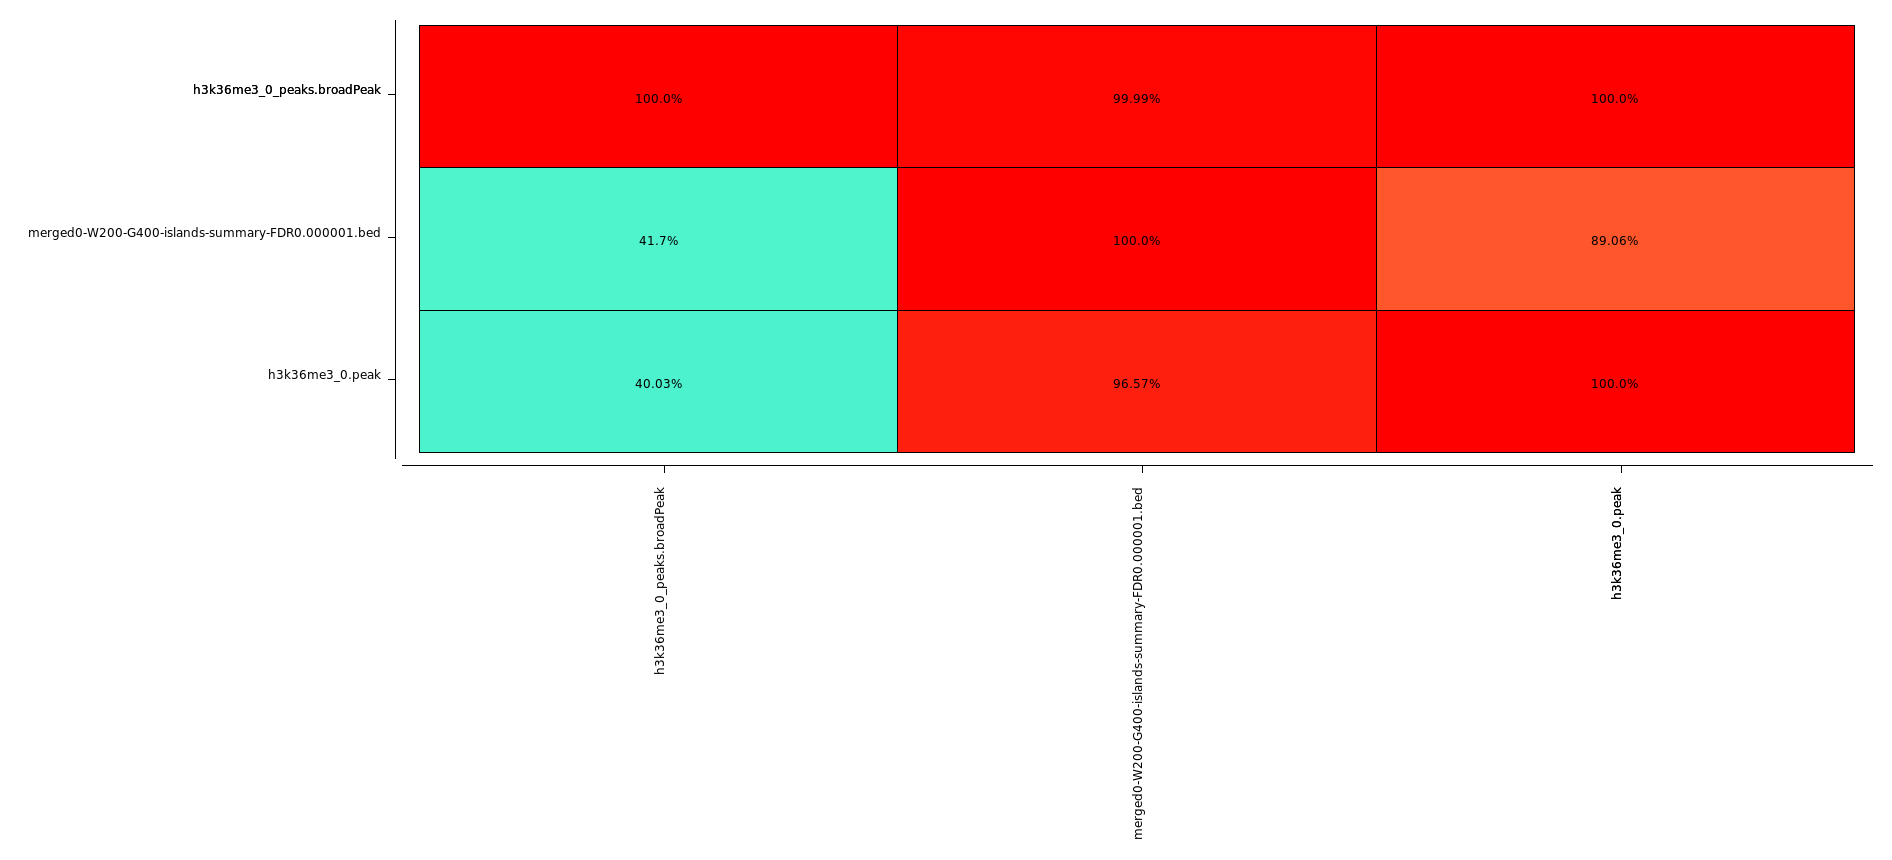 h3k36me3_0_peaks.broadPeak
100.0%
99.99%
100.0%
merged0-W200-G400-islands-summary-FDR0.000001.bed
41.7%
100.0%
89.06%
h3k36me3_0.peak
40.03%
96.57%
100.0%
h3k36me3_0_peaks.broadPeak
merged0-W200-G400-islands-summary-FDR0.000001.bed
h3k36me3_0.peak